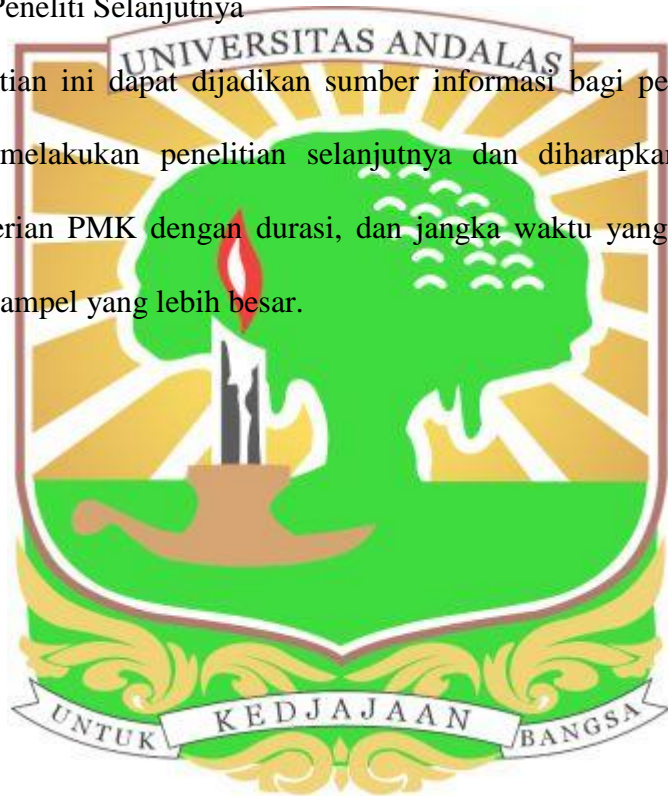 Peneliti Selanjutnya
UNIVERSITAS ANDALAS
tian ini dapat dijadikan sumber informasi bagi pe
melakukan penelitian selanjutnya dan diharapkan
erian PMK dengan durasi, dan jangka waktu yang
ampel yang lebih besar.
UNTUK KEDJAJAAN BANGSA